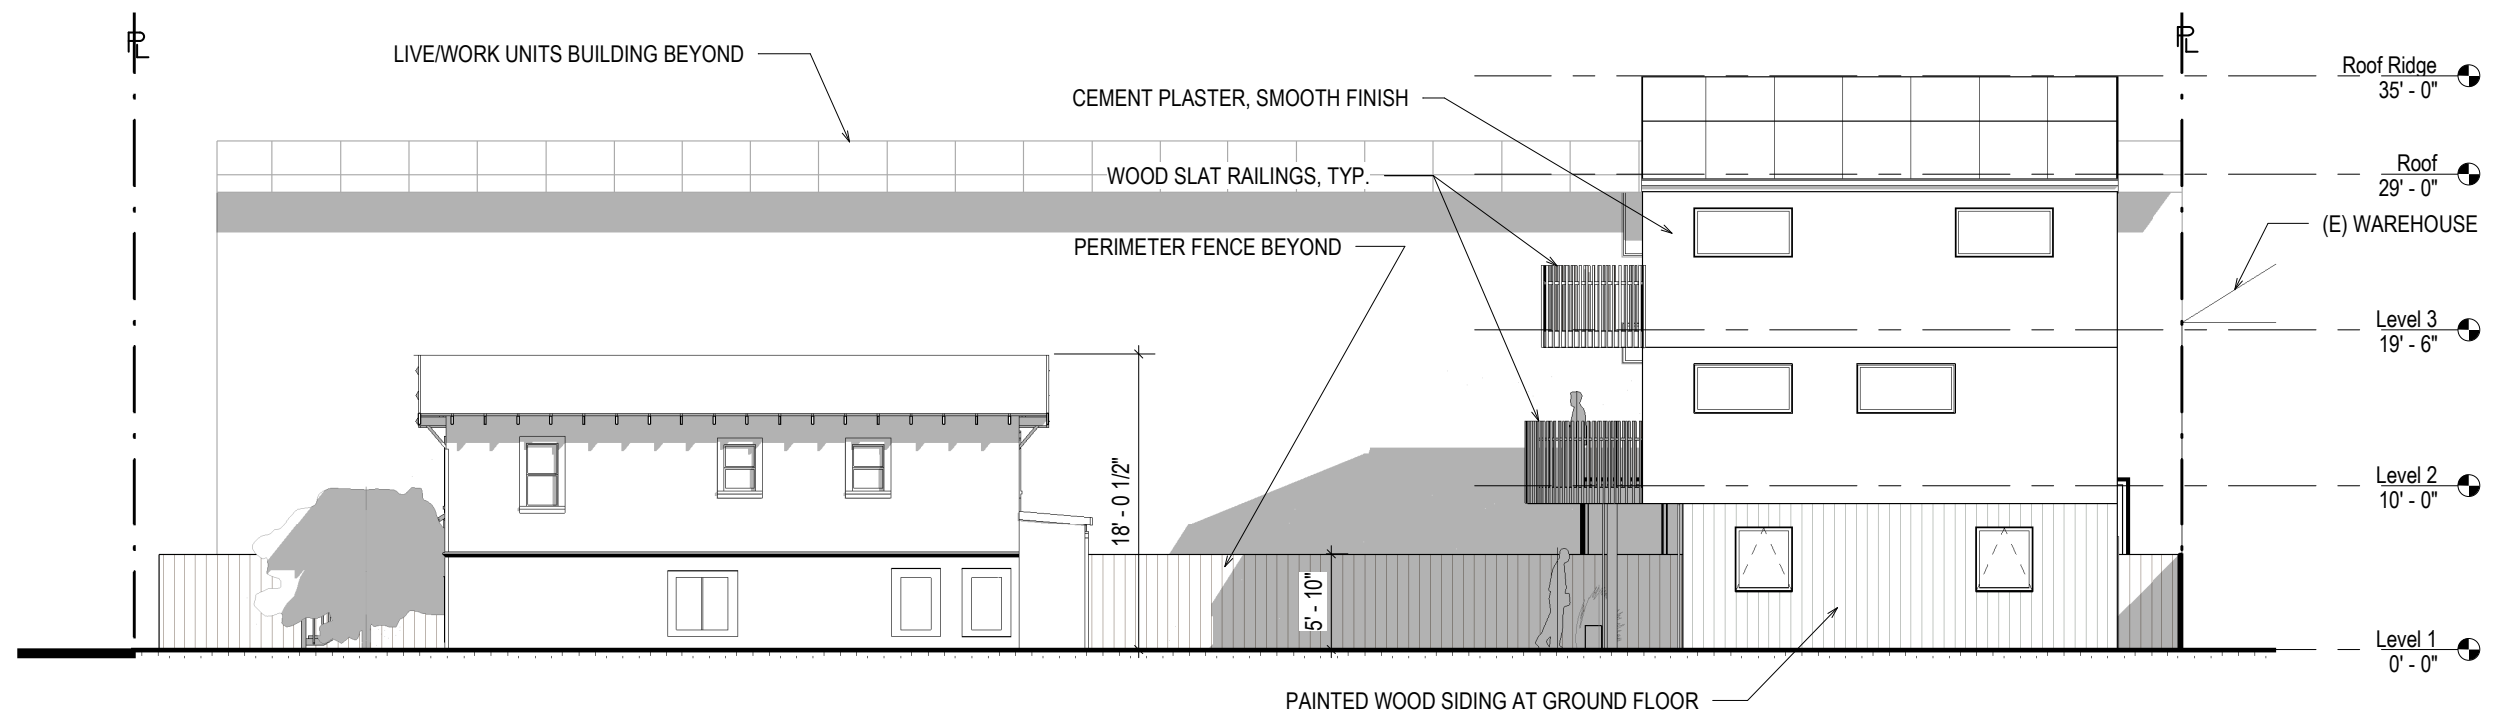 PL
PL
LIVE/WORK UNITS BUILDING BEYOND
Roof Ridge
35' - 0"
CEMENT PLASTER, SMOOTH FINISH
Roof
29' - 0"
WOOD SLAT RAILINGS, TYP.
(E) WAREHOUSE
PERIMETER FENCE BEYOND
Level 3
19' - 6"
Level 2
10' - 0"
18' - 0 1/2"
5' - 10"
Level 1
0' - 0"
PAINTED WOOD SIDING AT GROUND FLOOR